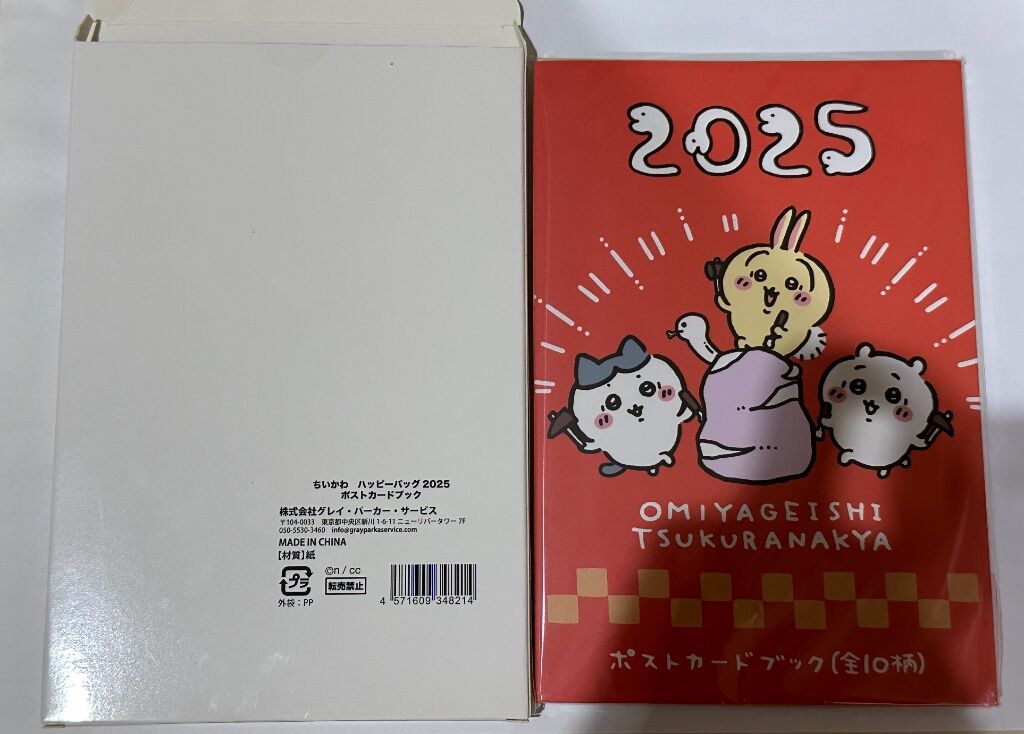 ちいかわ ハッピーバッグ 2025
ポストカードブック
株式会社グレイ・パーカー・サービス
〒104-0033 東京都中央区新川 1-6-11 ニューリバータワー 7F
050-5530-3460 info@grayparkaservice.com
MADE IN CHINA
【材質】紙
©n / cc
プラ
転売禁止
外袋：PP
4 571609 348214
2025
OMIYAGEISHI
TSUKURANAKYA
ポストカードブック(全10柄)